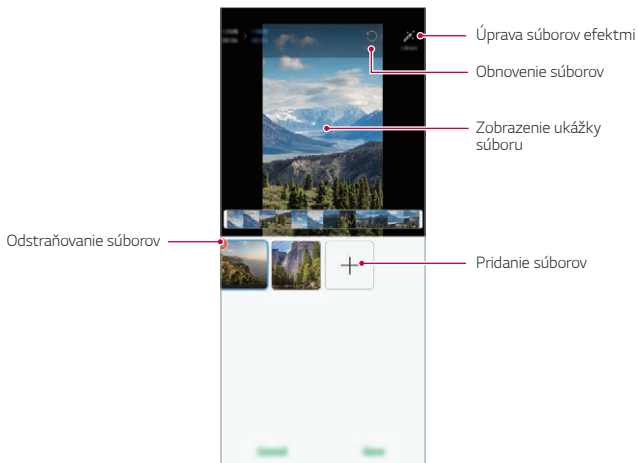 Úprava súborov efektmi
Obnovenie súborov
Zobrazenie ukážky
súboru
Odstraňovanie súborov
Pridanie súborov